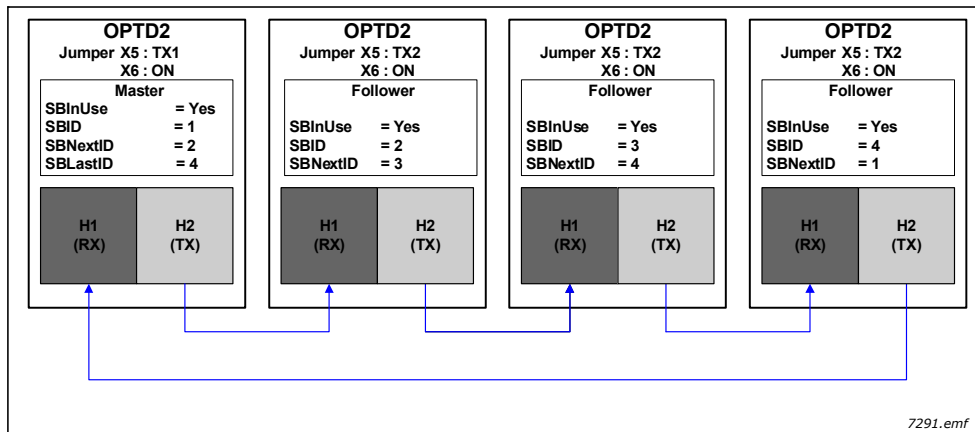 OPTD2
Jumper X5 : TX1
X6 : ON
Master
SBInUse = Yes
SBID = 1
SBNextID = 2
SBLastID = 4
H1
(RX)
H2
(TX)
OPTD2
Jumper X5 : TX2
X6 : ON
Follower
SBInUse = Yes
SBID = 2
SBNextID = 3
H1
(RX)
H2
(TX)
OPTD2
Jumper X5 : TX2
X6 : ON
Follower
SBInUse = Yes
SBID = 3
SBNextID = 4
H1
(RX)
H2
(TX)
OPTD2
Jumper X5 : TX2
X6 : ON
Follower
SBInUse = Yes
SBID = 4
SBNextID = 1
H1
(RX)
H2
(TX)
7291.emf